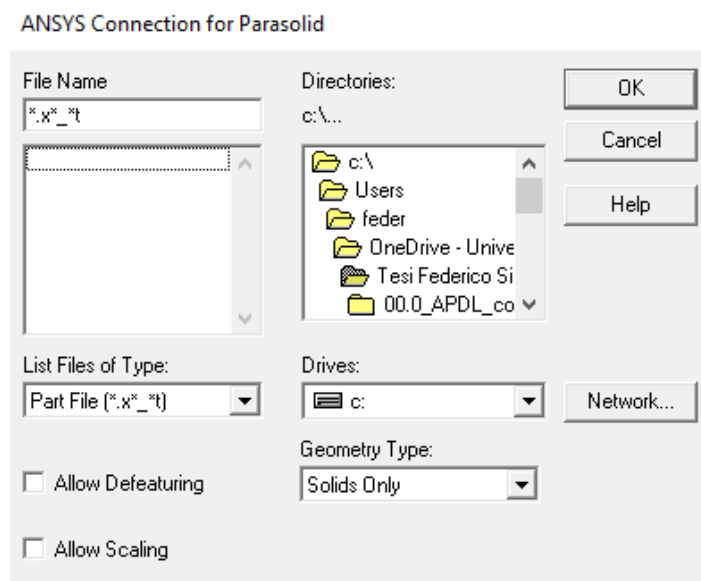 ANSYS Connection for Parasolid
File Name
*.x*_*t
Directories:
c:\...
c:\
Users
feder
OneDrive - Unive
Tesi Federico Si
00.0_APDL_co
OK
Cancel
Help
List Files of Type:
Part File (*.x*_*t)
Drives:
c:
Network...
Geometry Type:
Solids Only
Allow Defeaturing
Allow Scaling